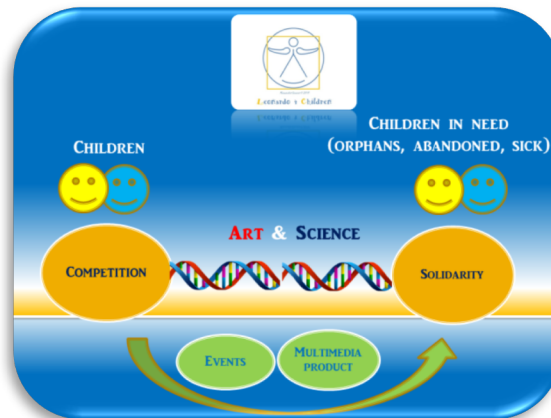 Leonardo's Children
CHILDREN
CHILDREN IN NEED
(ORPHANS, ABANDONED, SICK)
ART & SCIENCE
COMPETITION
SOLIDARITY
EVENTS
MULTIMEDIA
PRODUCT